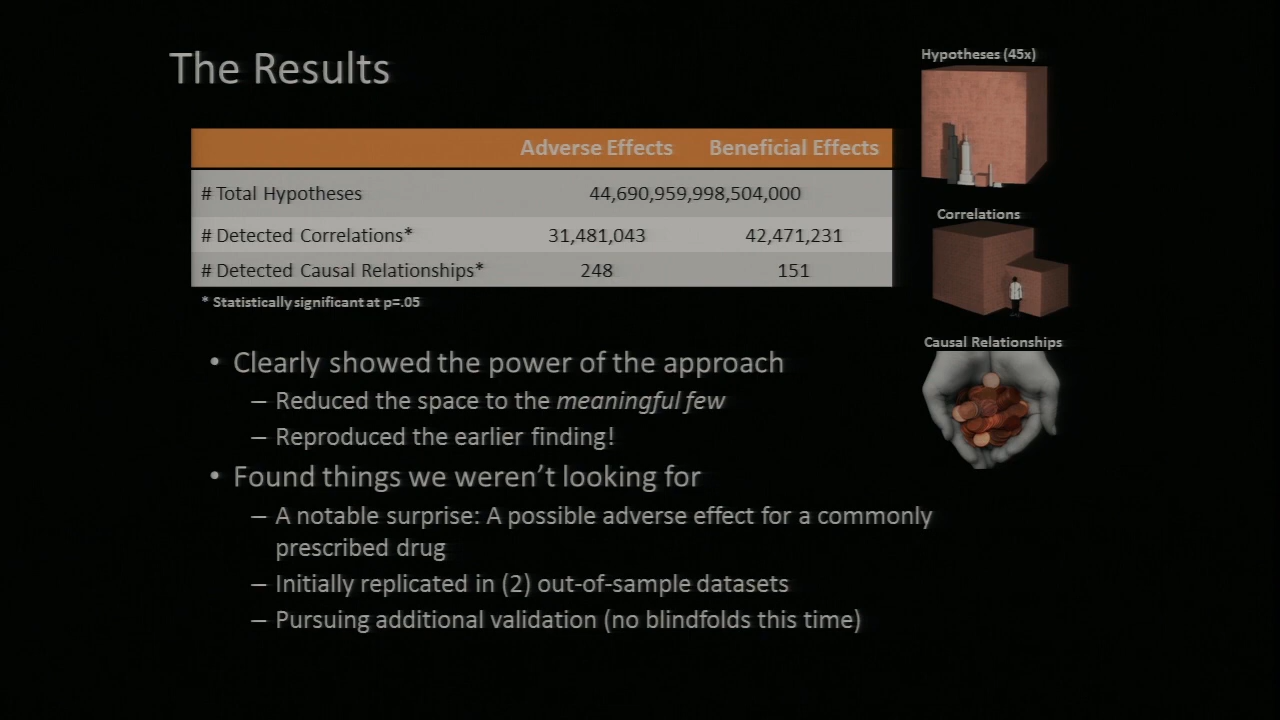 The Results
Adverse Effects Beneficial Effects
# Total Hypotheses 44,690,959,998,504,000
# Detected Correlations* 31,481,043 42,471,231
# Detected Causal Relationships* 248 151
* Statistically significant at p=.05
• Clearly showed the power of the approach
– Reduced the space to the meaningful few
– Reproduced the earlier finding!
• Found things we weren’t looking for
– A notable surprise: A possible adverse effect for a commonly
prescribed drug
– Initially replicated in (2) out-of-sample datasets
– Pursuing additional validation (no blindfolds this time)
Hypotheses (45x)
Correlations
Causal Relationships